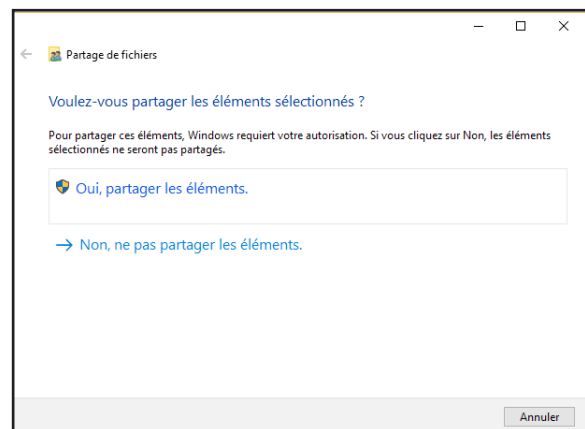 Partage de fichiers
Voulez-vous partager les éléments sélectionnés ?
Pour partager ces éléments, Windows requiert votre autorisation. Si vous cliquez sur Non, les éléments
sélectionnés ne seront pas partagés.
Oui, partager les éléments.
Non, ne pas partager les éléments.
Annuler